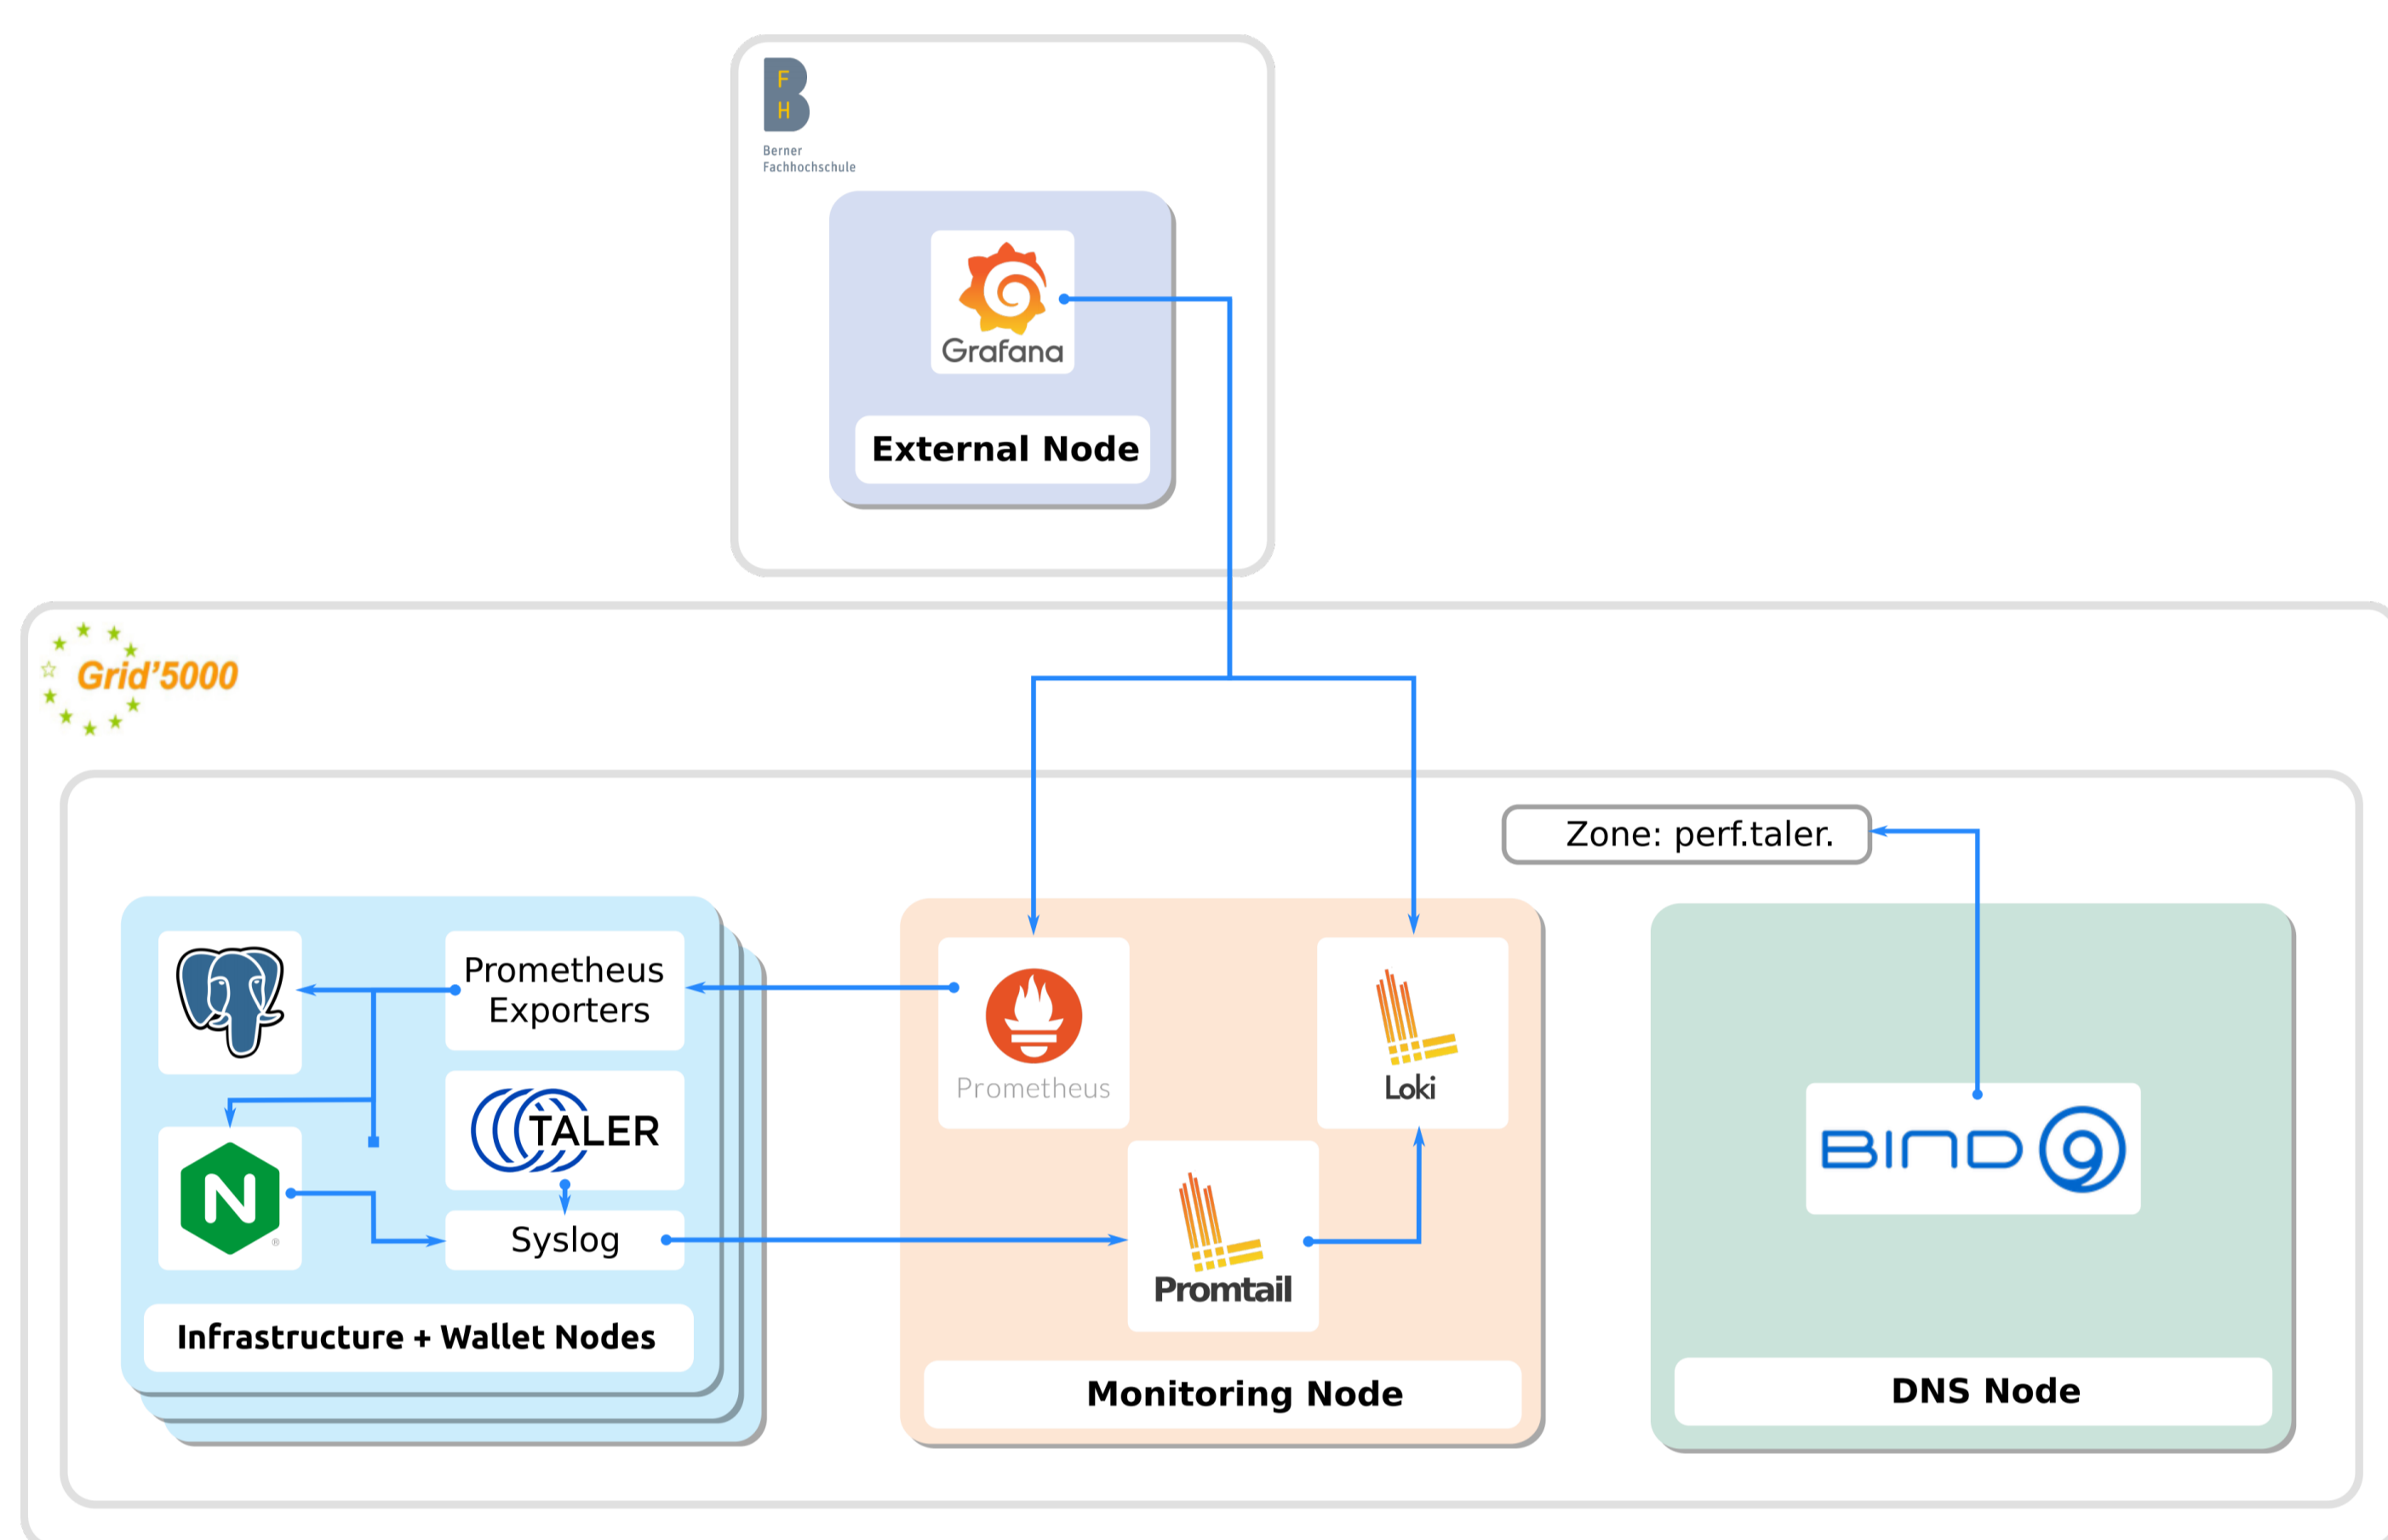 F
H
Berner
Fachhochschule
Grafana
External Node
Grid'5000
Zone: perf.taler.
Prometheus
Exporters
TALER
N
®
Syslog
Infrastructure + Wallet Nodes
Prometheus
Loki
Promtail
Monitoring Node
BIND 9
DNS Node